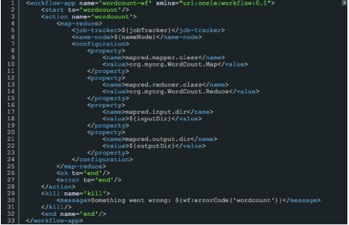 1 <workflow-app name='wordcount-wf' xmlns="uri:oozie:workflow:0.1">
2 <start to='wordcount'/>
3 <action name='wordcount'>
4 <map-reduce>
5 <job-tracker>${jobTracker}</job-tracker>
6 <name-node>${nameNode}</name-node>
7 <configuration>
8 <property>
9 <name>mapred.mapper.class</name>
10 <value>org.myorg.WordCount.Map</value>
11 </property>
12 <property>
13 <name>mapred.reducer.class</name>
14 <value>org.myorg.WordCount.Reduce</value>
15 </property>
16 <property>
17 <name>mapred.input.dir</name>
18 <value>${inputDir}</value>
19 </property>
20 <property>
21 <name>mapred.output.dir</name>
22 <value>${outputDir}</value>
23 </property>
24 </configuration>
25 </map-reduce>
26 <ok to='end'/>
27 <error to='end'/>
28 </action>
29 <kill name='kill'>
30 <message>Something went wrong: ${wf:errorCode('wordcount')}</message>
31 </kill/>
32 <end name='end'/>
33 </workflow-app>